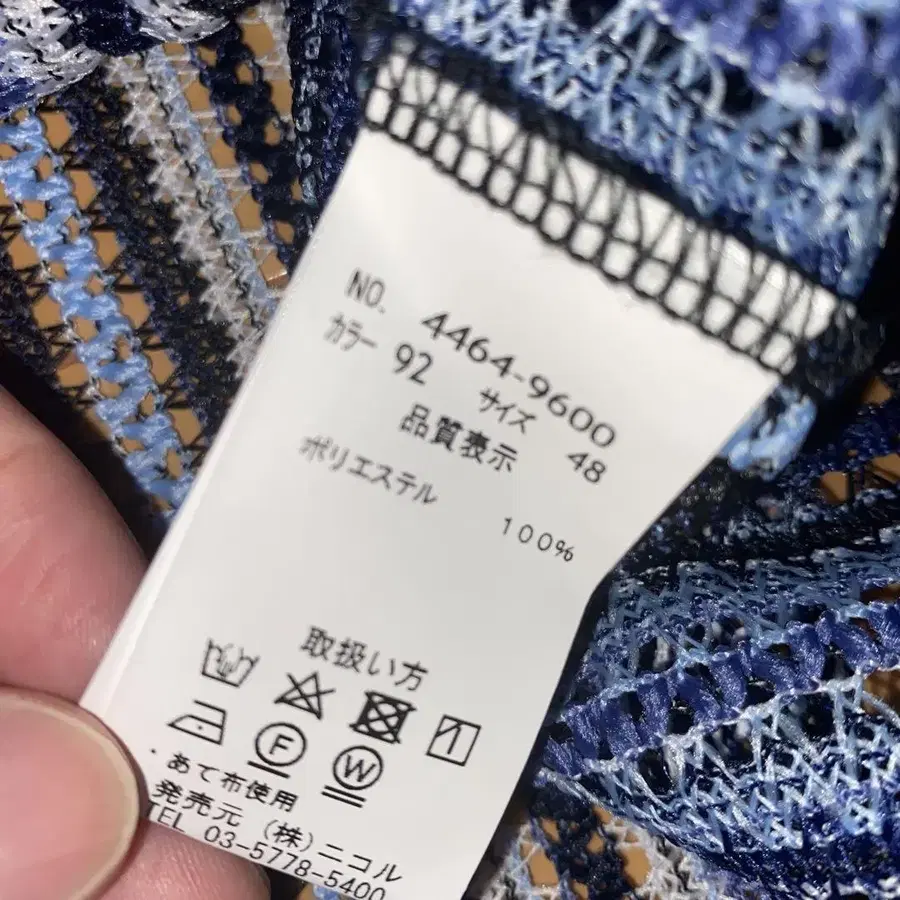 NO. 4464-9600
カラー 92 サイズ 48
品質表示
ポリエステル 100%
取扱い方
F
W
・あて布使用
発売元 (株)ニコル
TEL 03-5778-5400